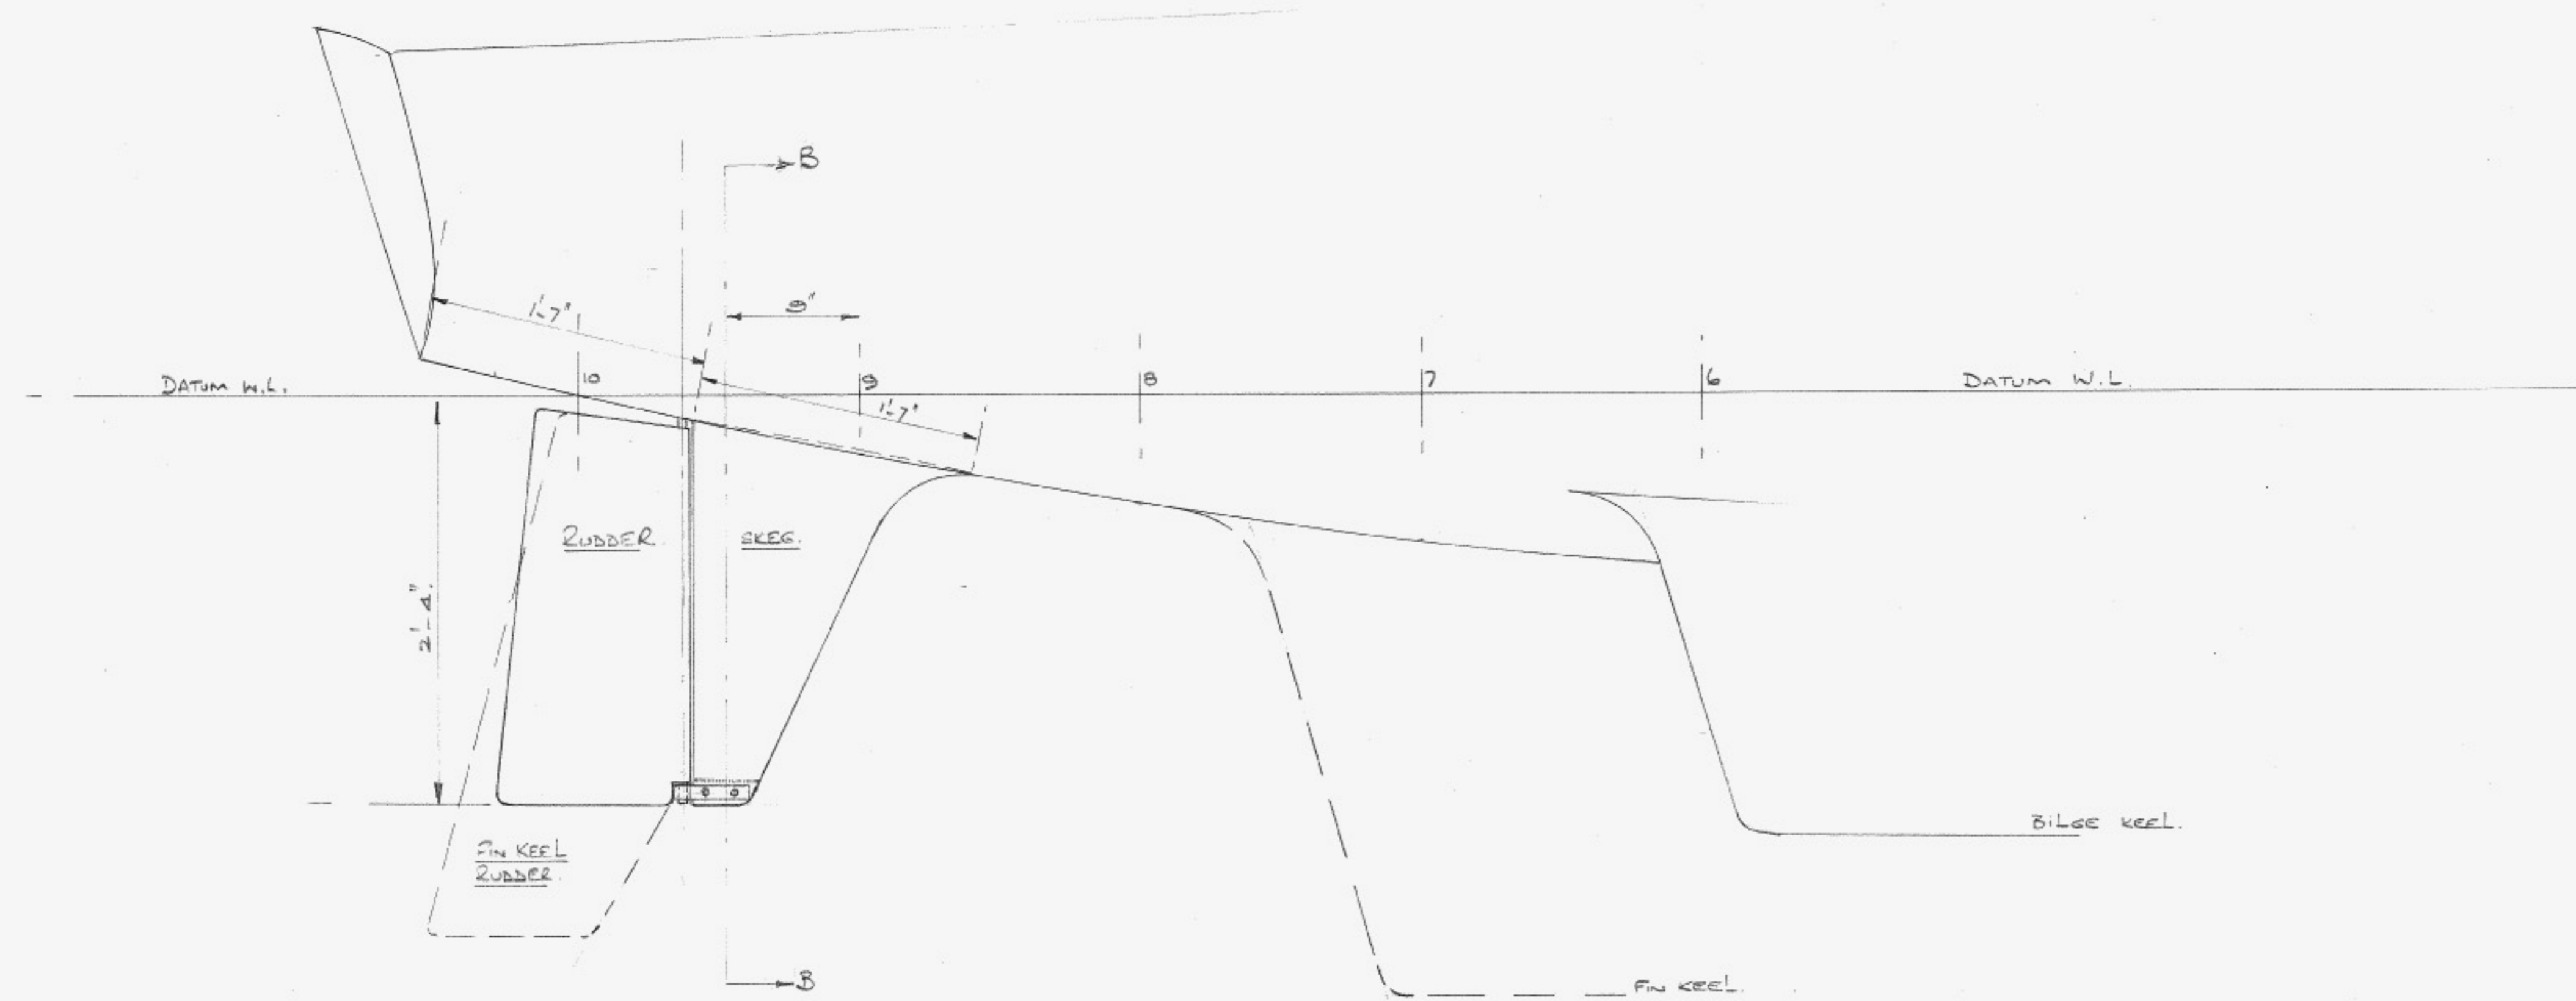 B
1'-7"
9"
DATUM W.L.
10
9
8
7
6
DATUM W.L.
1'-7"
RUDDER
SKEG.
2'-4".
BILGE KEEL.
FIN KEEL
RUDDER.
B
FIN KEEL.